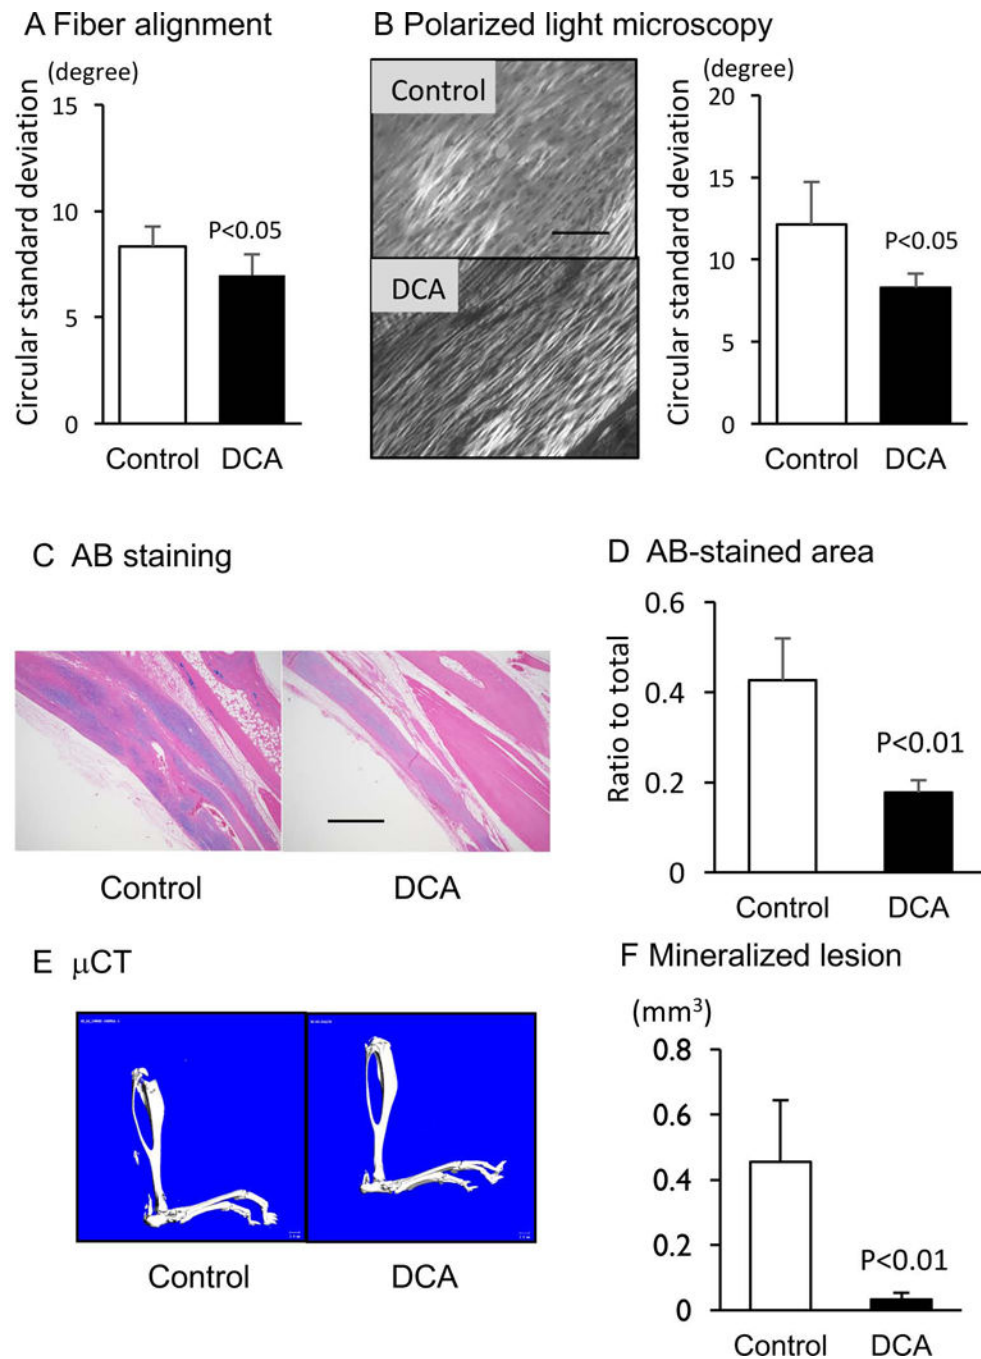 A Fiber alignment
(degree)
Circular standard deviation
15
10
5
0
P<0.05
Control DCA
B Polarized light microscopy
Control
DCA
(degree)
Circular standard deviation
20
15
10
5
0
P<0.05
Control DCA
C AB staining
Control DCA
D AB-stained area
Ratio to total
0.6
0.4
0.2
0
P<0.01
Control DCA
E μCT
Control DCA
F Mineralized lesion
(mm³)
0.8
0.6
0.4
0.2
0
P<0.01
Control DCA